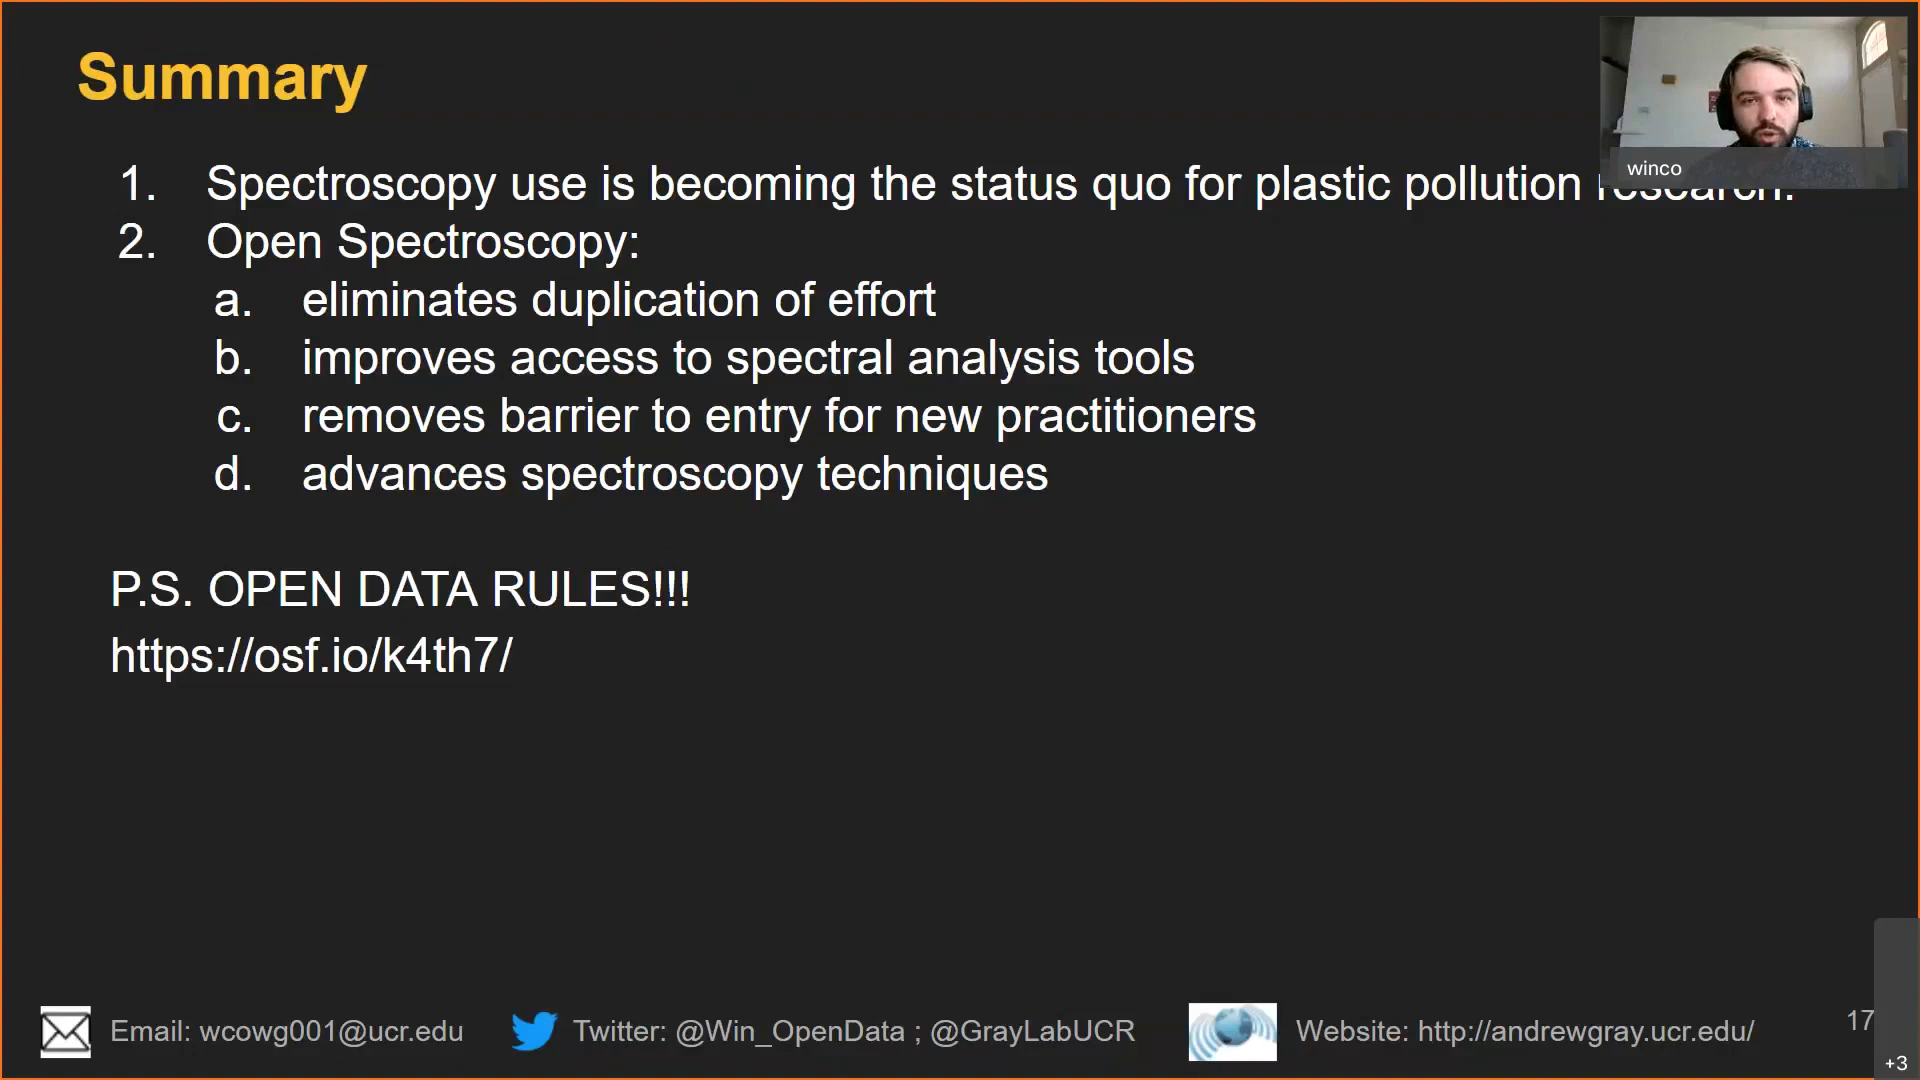 Summary
winco
1. Spectroscopy use is becoming the status quo for plastic pollution research.
2. Open Spectroscopy:
a. eliminates duplication of effort
b. improves access to spectral analysis tools
c. removes barrier to entry for new practitioners
d. advances spectroscopy techniques
P.S. OPEN DATA RULES!!!
https://osf.io/k4th7/
Email: wcowg001@ucr.edu
Twitter: @Win_OpenData ; @GrayLabUCR
Website: http://andrewgray.ucr.edu/
17
+3